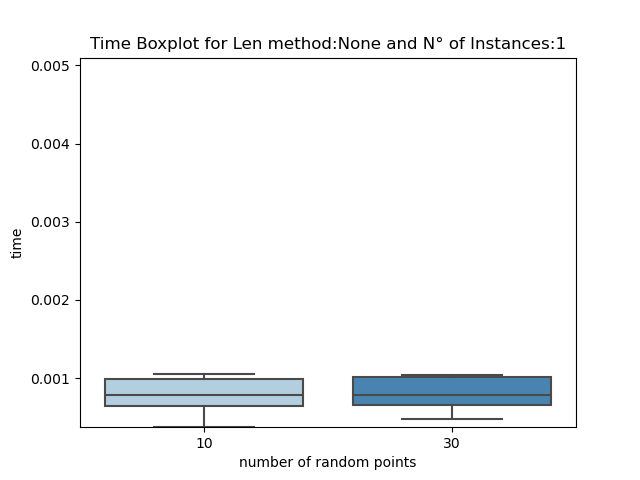 Time Boxplot for Len method:None and N° of Instances:1
0.005
0.004
0.003
0.002
0.001
time
10 30
number of random points